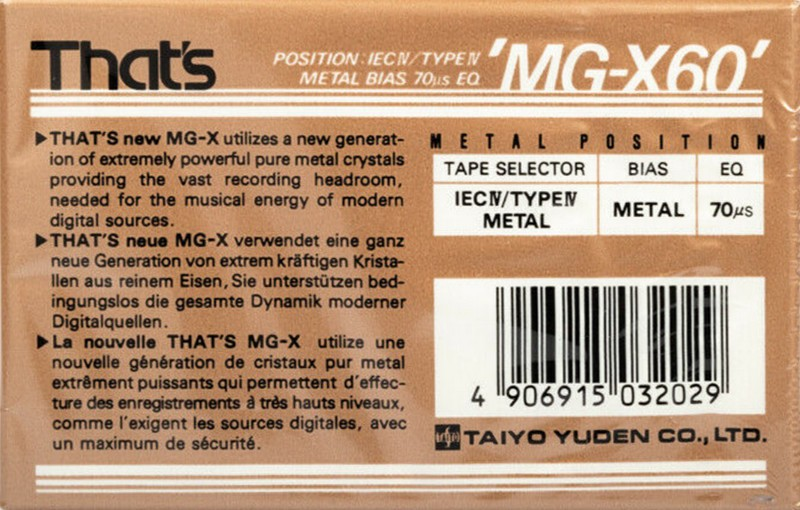 That's
POSITION:IECⅣ/TYPEⅣ
METAL BIAS 70µs EQ
'MG-X60'
▶THAT'S new MG-X utilizes a new generat-
ion of extremely powerful pure metal crystals
providing the vast recording headroom,
needed for the musical energy of modern
digital sources.
▶THAT'S neue MG-X verwendet eine ganz
neue Generation von extrem kräftigen Krista-
llen aus reinem Eisen, Sie unterstützen bed-
ingungslos die gesamte Dynamik moderner
Digitalquellen.
▶La nouvelle THAT'S MG-X utilize une
nouvelle génération de cristaux pur metal
extrêment puissants qui permettent d'effec-
ture des enregistrements à très hauts niveaux,
comme l'exigent les sources digitales, avec
un maximum de sécurité.
METAL POSITION
TAPE SELECTOR BIAS EQ
IECⅣ/TYPEⅣ
METAL
METAL
70µs
4 906915 032029
TAIYO YUDEN CO., LTD.